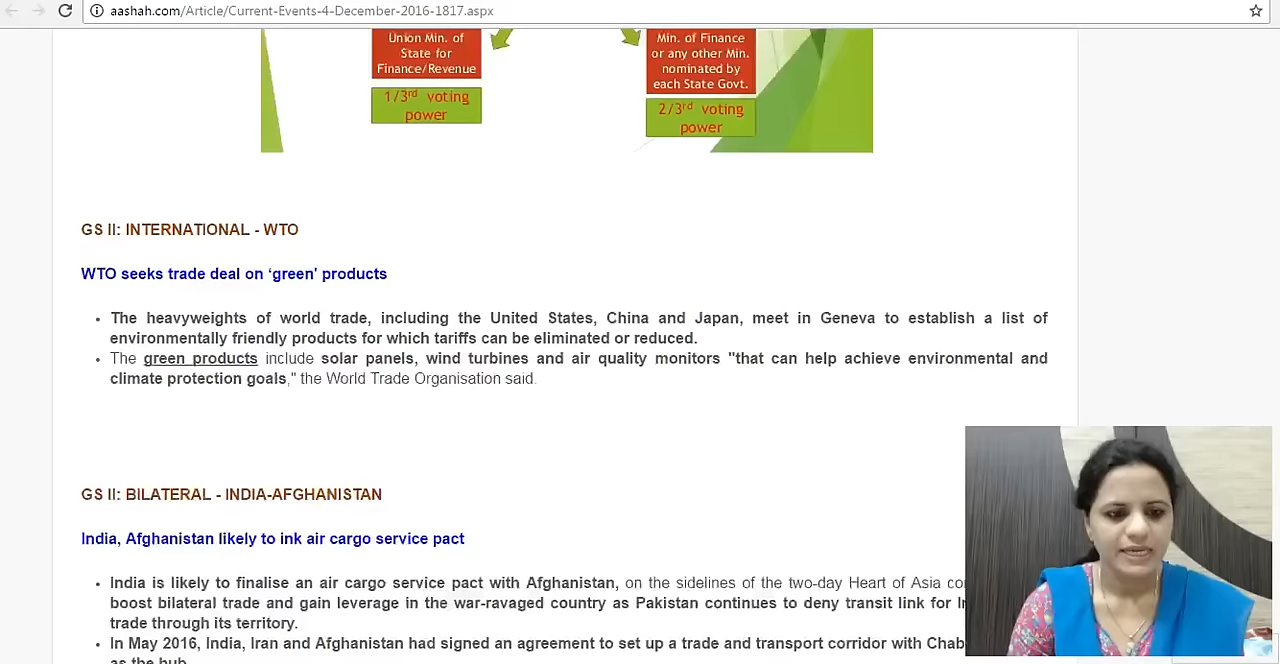 aashah.com/Article/Current-Events-4-December-2016-1817.aspx
Union Min. of
State for
Finance/Revenue
1/3rd voting
power
Min. of Finance
or any other Min.
nominated by
each State Govt.
2/3rd voting
power
GS II: INTERNATIONAL - WTO
WTO seeks trade deal on ‘green' products
• The heavyweights of world trade, including the United States, China and Japan, meet in Geneva to establish a list of
environmentally friendly products for which tariffs can be eliminated or reduced.
• The green products include solar panels, wind turbines and air quality monitors "that can help achieve environmental and
climate protection goals," the World Trade Organisation said.
GS II: BILATERAL - INDIA-AFGHANISTAN
India, Afghanistan likely to ink air cargo service pact
• India is likely to finalise an air cargo service pact with Afghanistan, on the sidelines of the two-day Heart of Asia
boost bilateral trade and gain leverage in the war-ravaged country as Pakistan continues to deny transit link for
trade through its territory.
• In May 2016, India, Iran and Afghanistan had signed an agreement to set up a trade and transport corridor with
as the hub